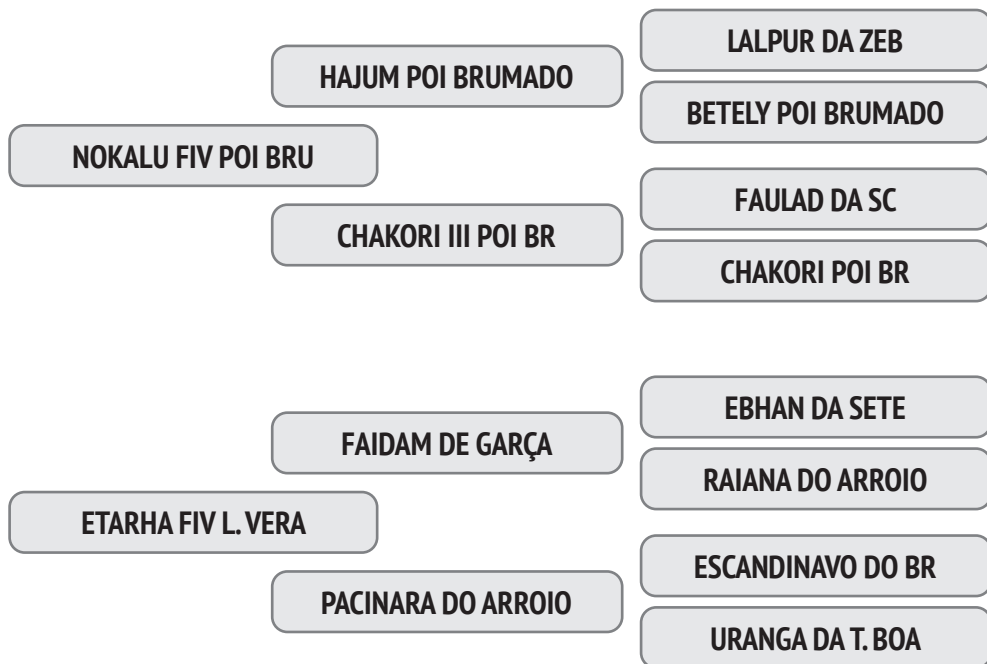 LALPUR DA ZEB
HAJUM POI BRUMADO
BETELY POI BRUMADO
NOKALU FIV POI BRU
FAULAD DA SC
CHAKORI III POI BR
CHAKORI POI BR
EBHAN DA SETE
FAIDAM DE GARÇA
RAIANA DO ARROIO
ETARHA FIV L. VERA
ESCANDINAVO DO BR
PACINARA DO ARROIO
URANGA DA T. BOA